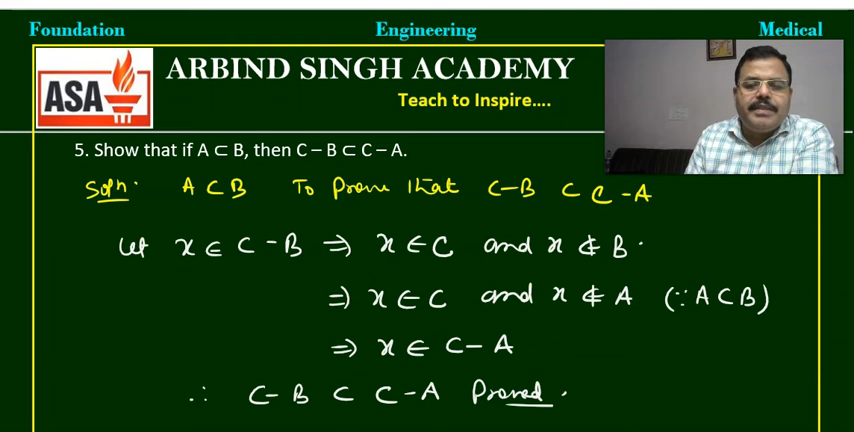 Foundation Engineering Medical
ASA ARBIND SINGH ACADEMY
Teach to Inspire....
5. Show that if A ⊂ B, then C – B ⊂ C – A.
Soln. A ⊂ B To Prove that C-B ⊂ C-A
Let x ∈ C-B ⇒ x ∈ C and x ∉ B.
⇒ x ∈ C and x ∉ A (∵ A ⊂ B)
⇒ x ∈ C-A
∴ C-B ⊂ C-A Proved.